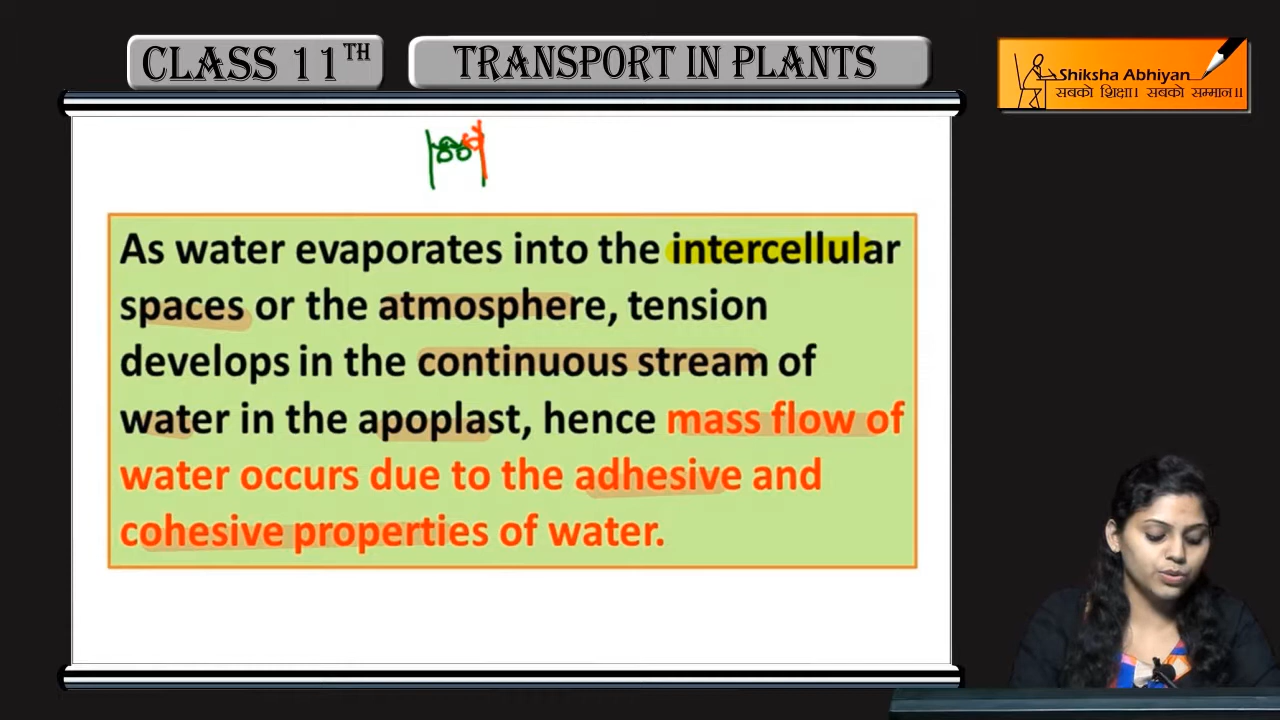 CLASS 11TH
TRANSPORT IN PLANTS
Shiksha Abhiyan
सबको शिक्षा। सबको सम्मान।।
As water evaporates into the intercellular
spaces or the atmosphere, tension
develops in the continuous stream of
water in the apoplast, hence mass flow of
water occurs due to the adhesive and
cohesive properties of water.